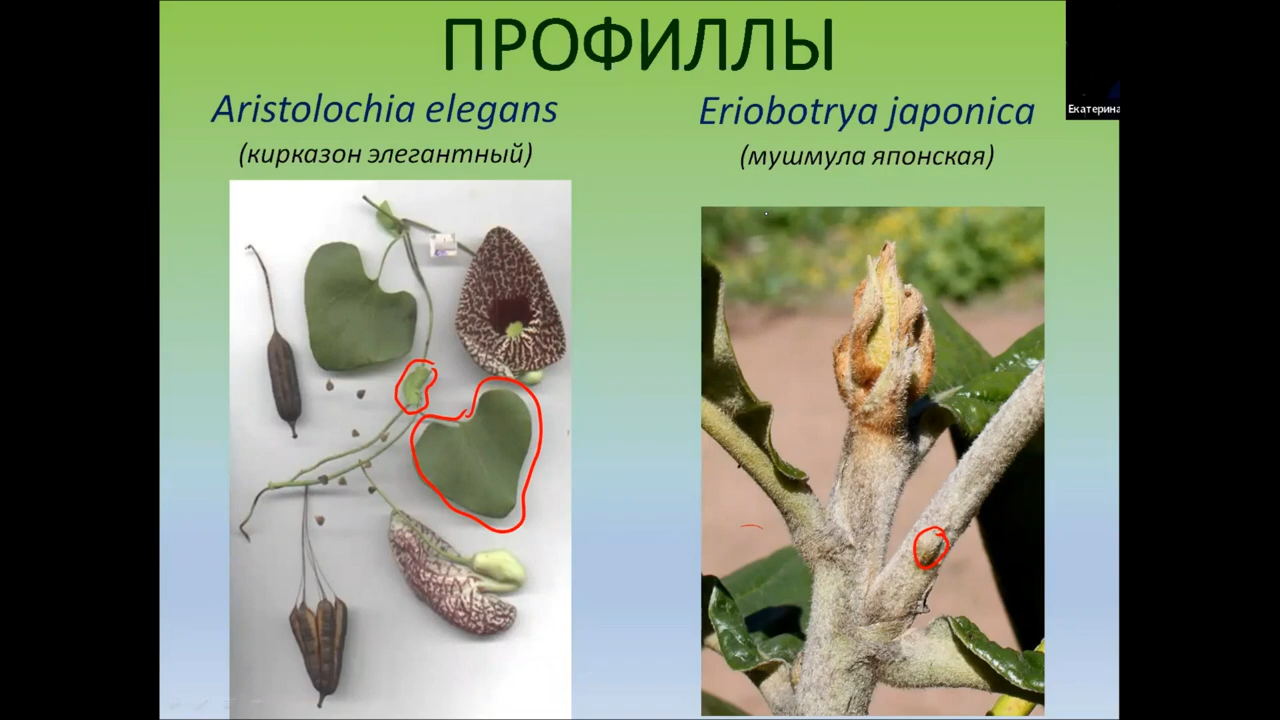 ПРОФИЛЛЫ
Aristolochia elegans
(кирказон элегантный)
Eriobotrya japonica
(мушмула японская)
Екатерина